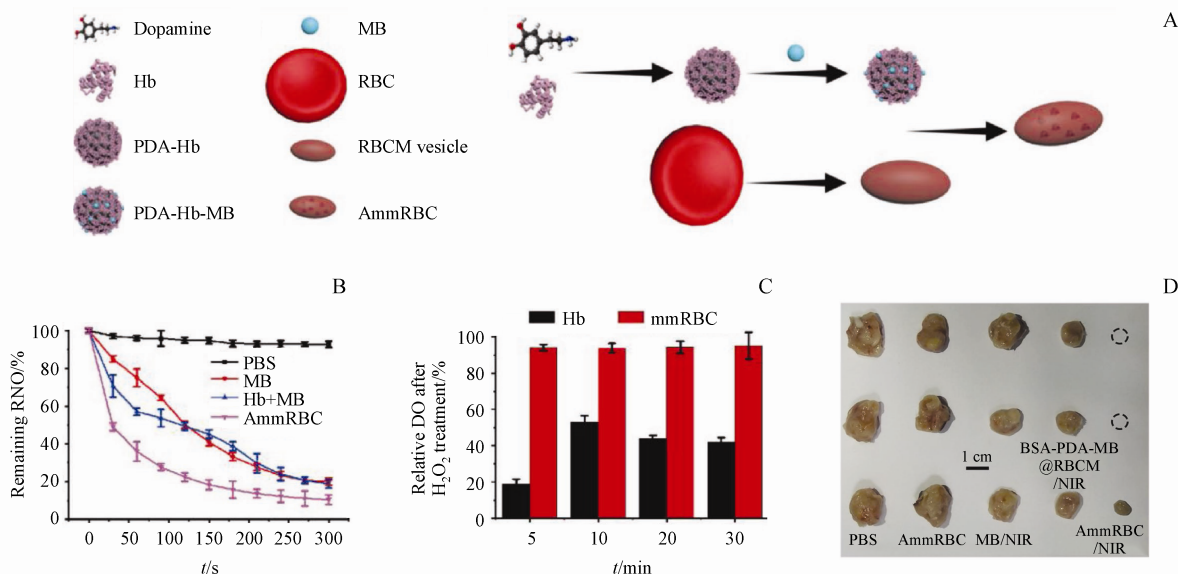 A
Dopamine
MB
Hb
RBC
PDA-Hb
RBCM vesicle
PDA-Hb-MB
AmmRBC
B
Remaining RNO/%
100
80
60
40
20
0
PBS
MB
Hb+MB
AmmRBC
0 50 100 150 200 250 300
t/s
C
Hb mmRBC
Relative DO after
H₂O₂ treatment/%
100
80
60
40
20
0
5 10 20 30
t/min
D
1 cm
BSA-PDA-MB
@RBCM
/NIR
PBS AmmRBC MB/NIR
AmmRBC
/NIR